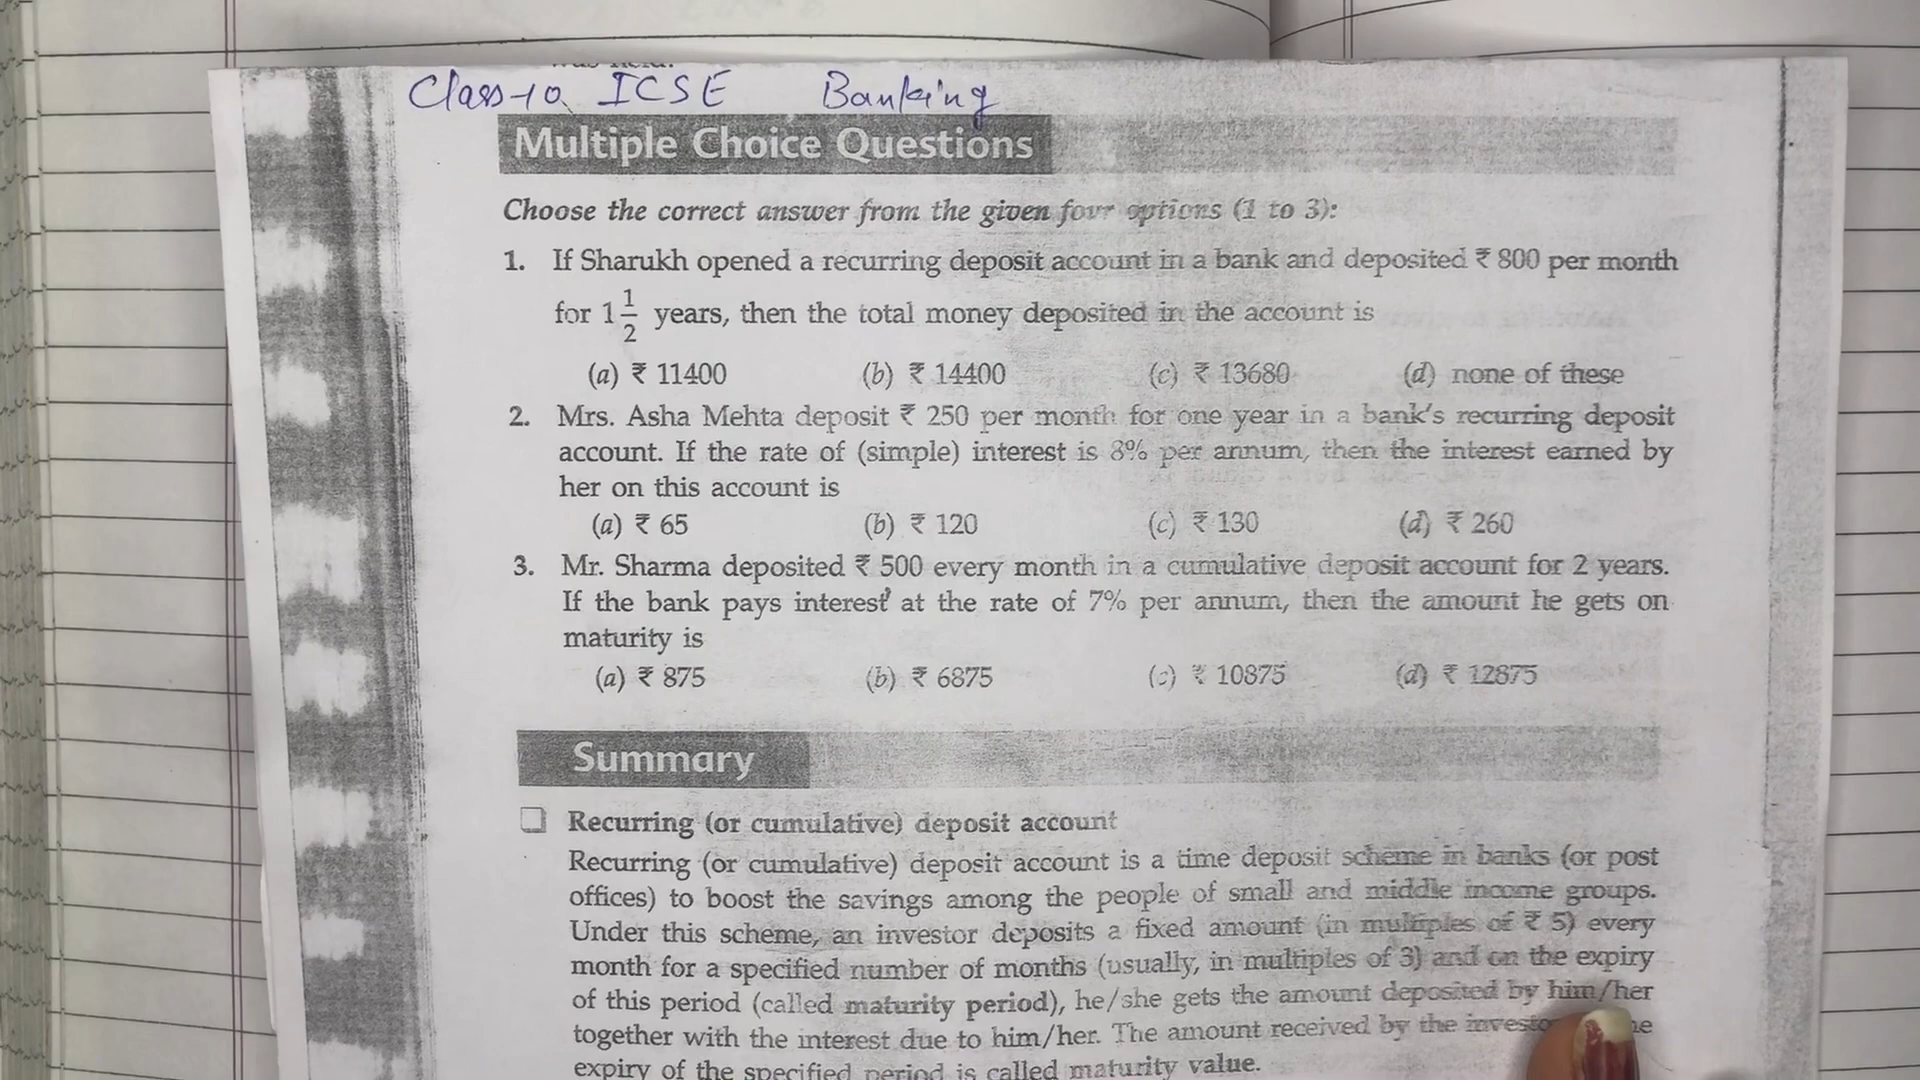 Class-10 ICSE Banking
Multiple Choice Questions
Choose the correct answer from the given four options (1 to 3):
1. If Sharukh opened a recurring deposit account in a bank and deposited ₹ 800 per month
for 1 1/2 years, then the total money deposited in the account is
(a) ₹ 11400 (b) ₹ 14400 (c) ₹ 13680 (d) none of these
2. Mrs. Asha Mehta deposit ₹ 250 per month for one year in a bank's recurring deposit
account. If the rate of (simple) interest is 8% per annum, then the interest earned by
her on this account is
(a) ₹ 65 (b) ₹ 120 (c) ₹ 130 (d) ₹ 260
3. Mr. Sharma deposited ₹ 500 every month in a cumulative deposit account for 2 years.
If the bank pays interest at the rate of 7% per annum, then the amount he gets on
maturity is
(a) ₹ 875 (b) ₹ 6875 (c) ₹ 10875 (d) ₹ 12875
Summary
Recurring (or cumulative) deposit account
Recurring (or cumulative) deposit account is a time deposit scheme in banks (or post
offices) to boost the savings among the people of small and middle income groups.
Under this scheme, an investor deposits a fixed amount (in multiples of ₹ 5) every
month for a specified number of months (usually, in multiples of 3) and on the expiry
of this period (called maturity period), he/she gets the amount deposited by him/her
together with the interest due to him/her. The amount received by the
expiry of the specified period is called maturity value.